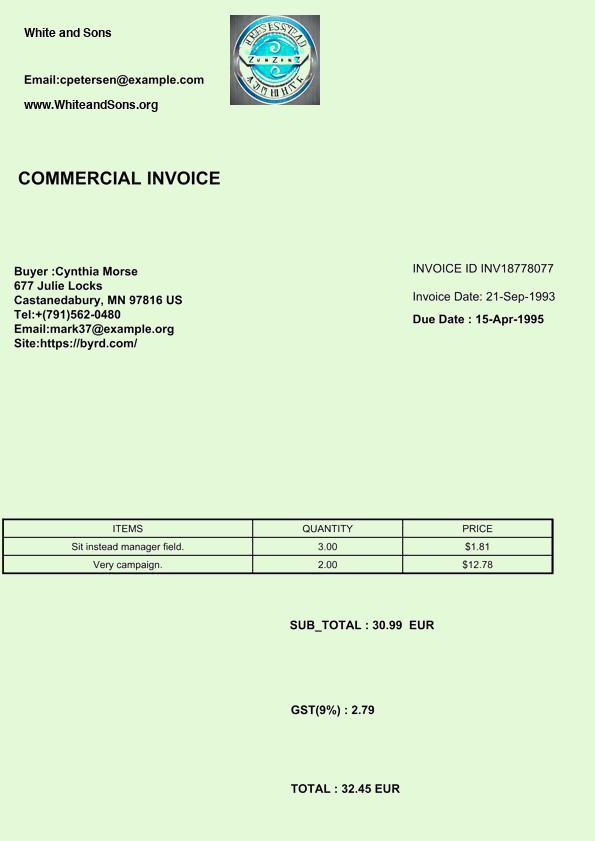 White and Sons
Email:cpetersen@example.com
www.WhiteandSons.org
COMMERCIAL INVOICE
Buyer :Cynthia Morse
677 Julie Locks
Castanedabury, MN 97816 US
Tel:+(791)562-0480
Email:mark37@example.org
Site:https://byrd.com/
INVOICE ID INV18778077
Invoice Date: 21-Sep-1993
Due Date : 15-Apr-1995
ITEMS QUANTITY PRICE
Sit instead manager field. 3.00 $1.81
Very campaign. 2.00 $12.78
SUB_TOTAL : 30.99 EUR
GST(9%) : 2.79
TOTAL : 32.45 EUR